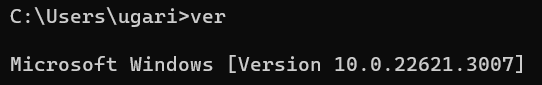 C:\Users\ugari>ver
Microsoft Windows [Version 10.0.22621.3007]